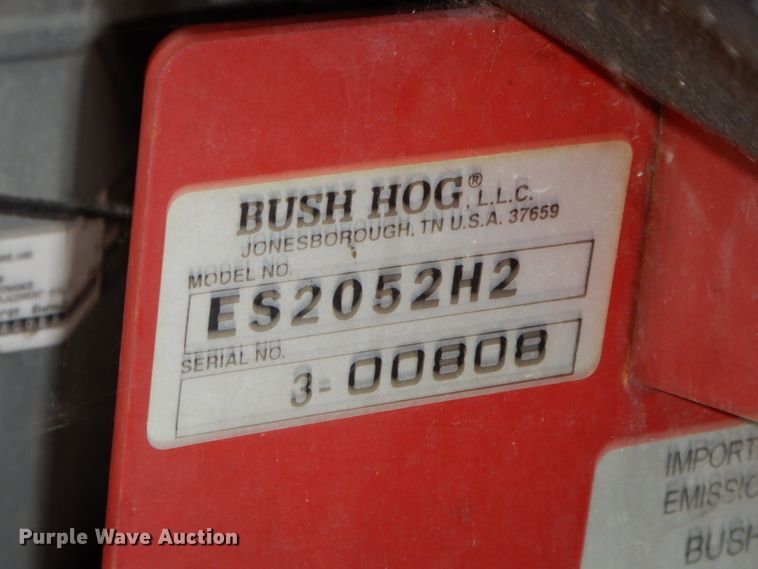 BUSH HOG®, L.L.C.
JONESBOROUGH, TN U.S.A. 37659
MODEL NO.
ES2052H2
SERIAL NO.
3-00808
IMPORT
EMISSIO
BUSH
Purple Wave Auction